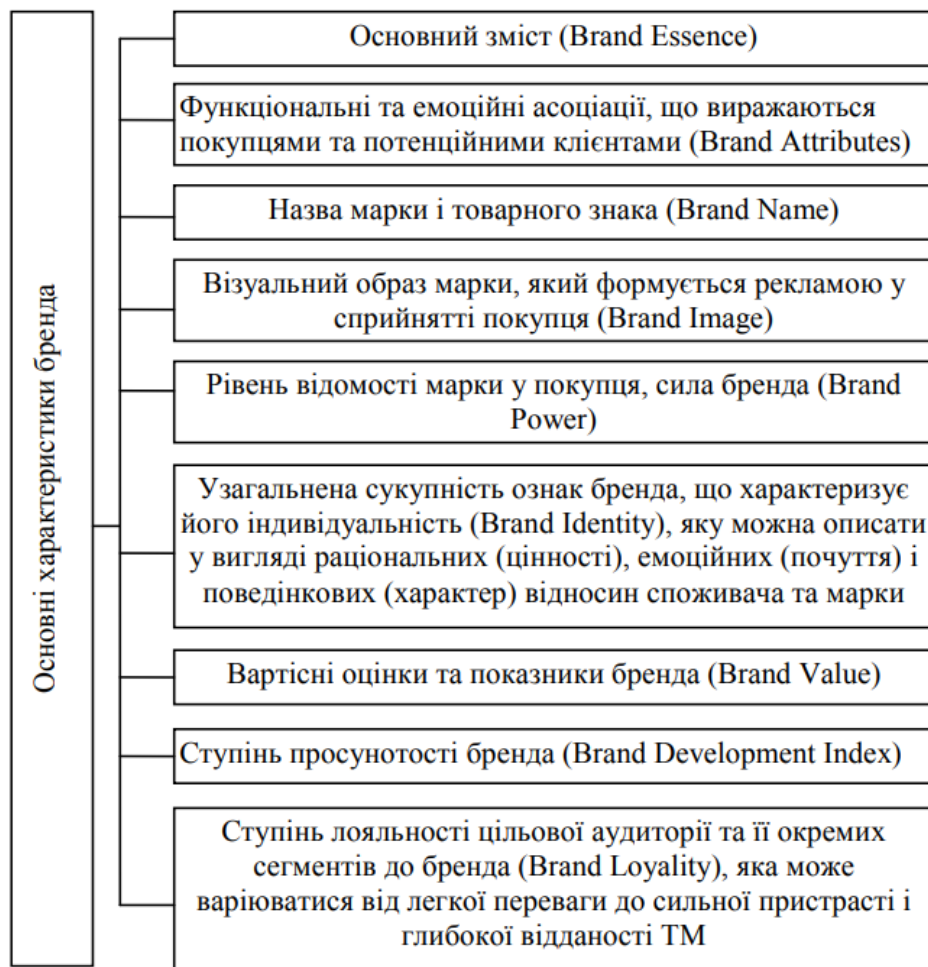 Основні характеристики бренда
Основний зміст (Brand Essence)
Функціональні та емоційні асоціації, що виражаються
покупцями та потенційними клієнтами (Brand Attributes)
Назва марки і товарного знака (Brand Name)
Візуальний образ марки, який формується рекламою у
сприйнятті покупця (Brand Image)
Рівень відомості марки у покупця, сила бренда (Brand
Power)
Узагальнена сукупність ознак бренда, що характеризує
його індивідуальність (Brand Identity), яку можна описати
у вигляді раціональних (цінності), емоційних (почуття) і
поведінкових (характер) відносин споживача та марки
Вартісні оцінки та показники бренда (Brand Value)
Ступінь просунотості бренда (Brand Development Index)
Ступінь лояльності цільової аудиторії та її окремих
сегментів до бренда (Brand Loyality), яка може
варіюватися від легкої переваги до сильної пристрасті і
глибокої відданості ТМ